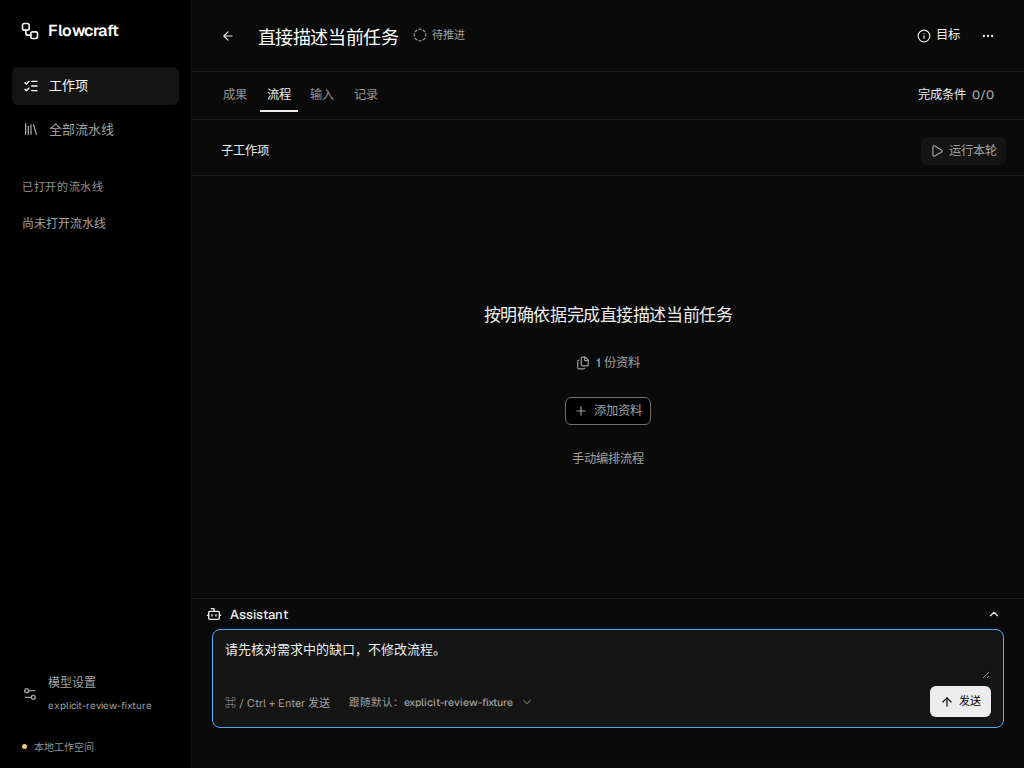 Flowcraft
工作项
全部流水线
已打开的流水线
尚未打开流水线
模型设置
explicit-review-fixture
本地工作空间
直接描述当前任务
待推进
目标
成果 流程 输入 记录
完成条件 0/0
子工作项
运行本轮
按明确依据完成直接描述当前任务
1 份资料
添加资料
手动编排流程
Assistant
请先核对需求中的缺口，不修改流程。
⌘ / Ctrl + Enter 发送
跟随默认：explicit-review-fixture
发送